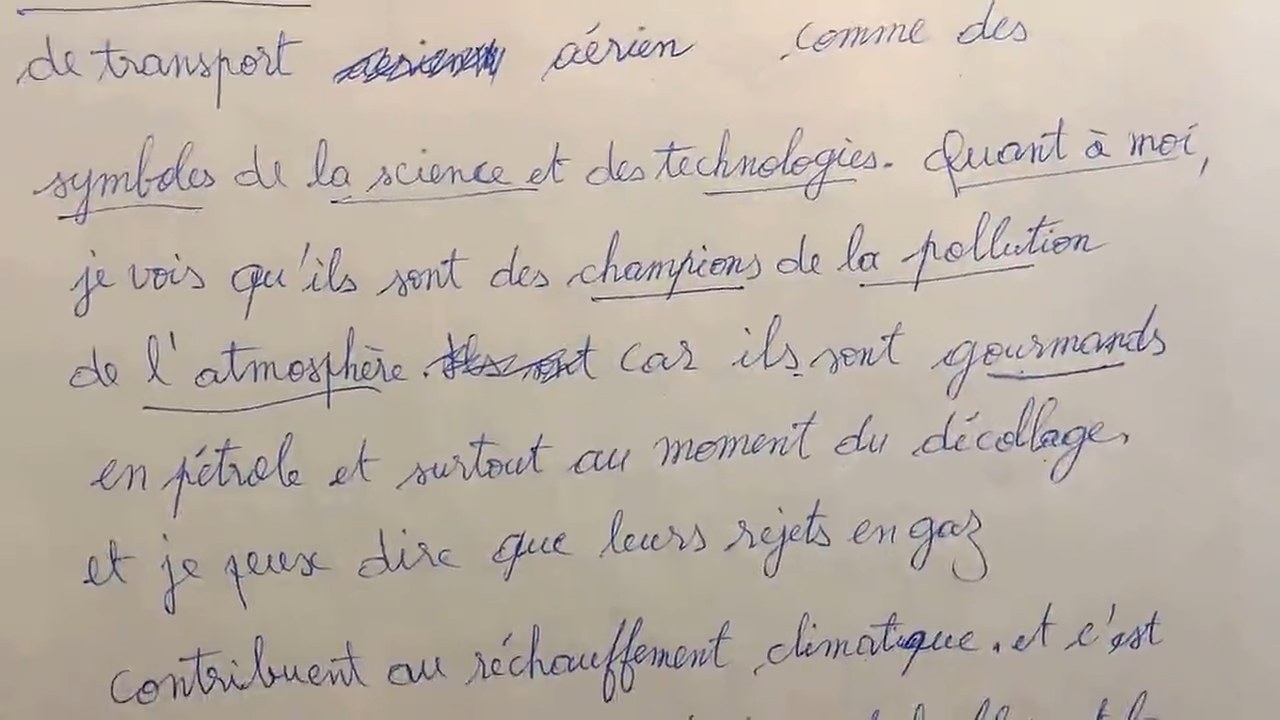 de transport aérien comme des
symboles de la science et des technologies. Quant à moi,
je vois qu'ils sont des champions de la pollution
de l'atmosphère. car ils sont gourmands
en pétrole et surtout au moment du décollage,
et je peux dire que leurs rejets en gaz
contribuent au réchauffement climatique. et c'est